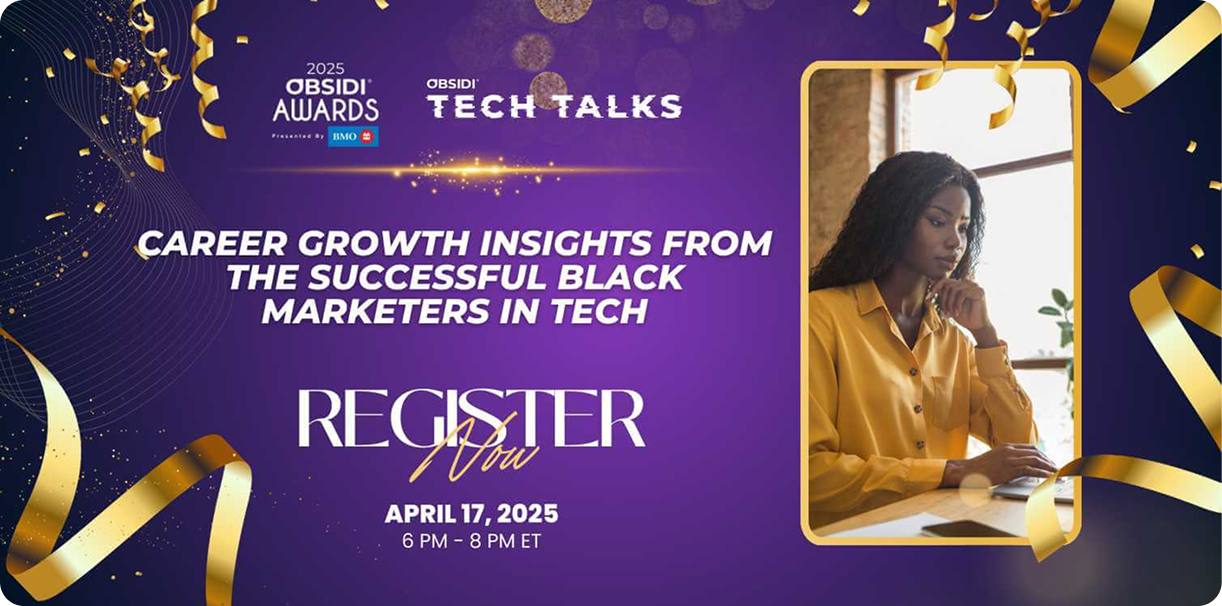 2025
OBSIDI®
AWARDS
Presented By BMO
OBSIDI®
TECH TALKS
CAREER GROWTH INSIGHTS FROM
THE SUCCESSFUL BLACK
MARKETERS IN TECH
REGISTER
Now
APRIL 17, 2025
6 PM - 8 PM ET